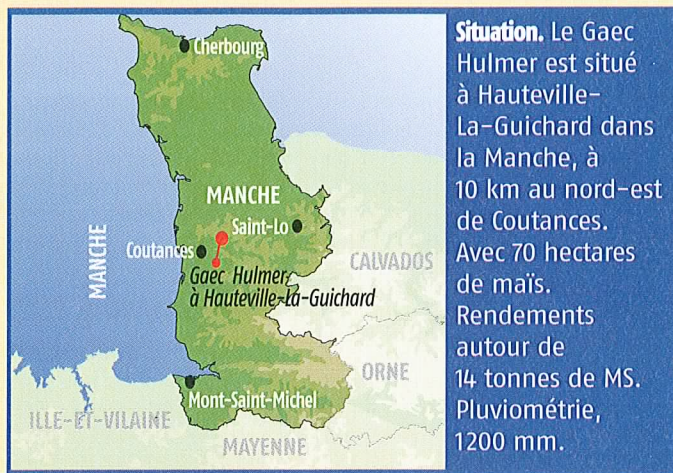 Cherbourg
MANCHE
Saint-Lo
Coutances
MANCHE
Gaec Hulmer
à Hauteville-La-Guichard
CALVADOS
ORNE
Mont-Saint-Michel
ILLE-ET-VILAINE
MAYENNE
Situation. Le Gaec
Hulmer est situé
à Hauteville-
La-Guichard dans
la Manche, à
10 km au nord-est
de Coutances.
Avec 70 hectares
de maïs.
Rendements
autour de
14 tonnes de MS.
Pluviométrie,
1200 mm.